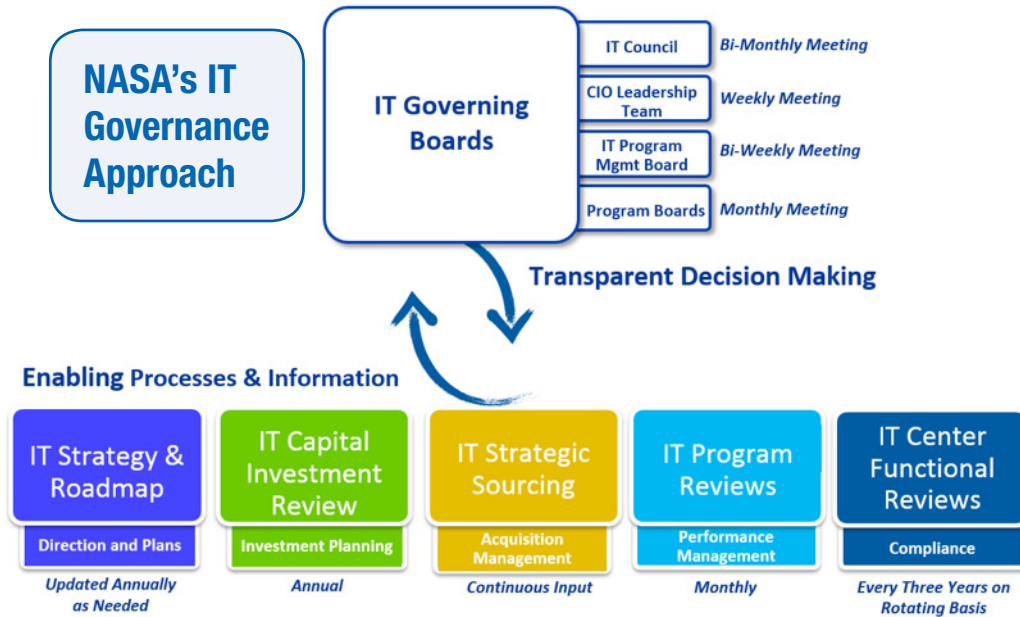 NASA's IT
Governance
Approach
IT Governing
Boards
IT Council
Bi-Monthly Meeting
CIO Leadership
Team
Weekly Meeting
IT Program
Mgmt Board
Bi-Weekly Meeting
Program Boards
Monthly Meeting
Transparent Decision Making
Enabling Processes & Information
IT Strategy &
Roadmap
Direction and Plans
Updated Annually
as Needed
IT Capital
Investment
Review
Investment Planning
Annual
IT Strategic
Sourcing
Acquisition
Management
Continuous Input
IT Program
Reviews
Performance
Management
Monthly
IT Center
Functional
Reviews
Compliance
Every Three Years on
Rotating Basis